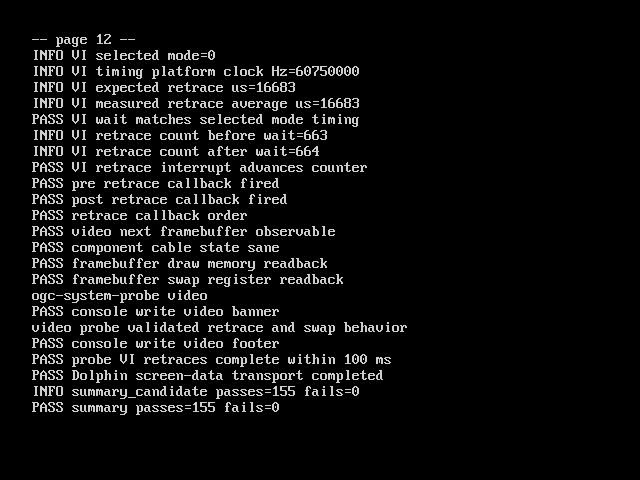 -- page 12 --
INFO VI selected mode=0
INFO VI timing platform clock Hz=60750000
INFO VI expected retrace us=16683
INFO VI measured retrace average us=16683
PASS VI wait matches selected mode timing
INFO VI retrace count before wait=663
INFO VI retrace count after wait=664
PASS VI retrace interrupt advances counter
PASS pre retrace callback fired
PASS post retrace callback fired
PASS retrace callback order
PASS video next framebuffer observable
PASS component cable state sane
PASS framebuffer draw memory readback
PASS framebuffer swap register readback
ogc-system-probe video
PASS console write video banner
video probe validated retrace and swap behavior
PASS console write video footer
PASS probe VI retraces complete within 100 ms
PASS Dolphin screen-data transport completed
INFO summary_candidate passes=155 fails=0
PASS summary passes=155 fails=0